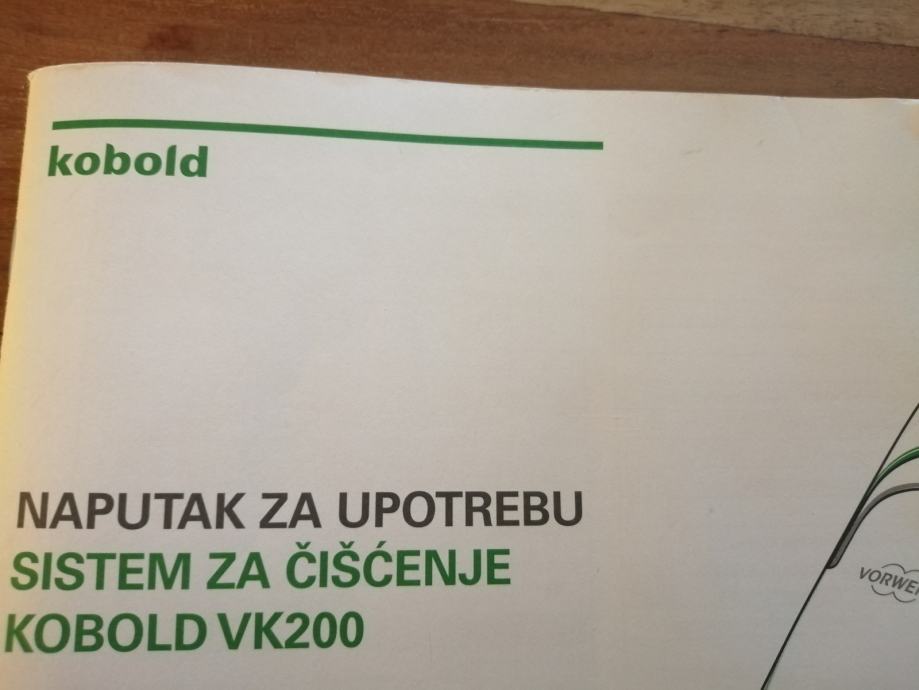 kobold
NAPUTAK ZA UPOTREBU
SISTEM ZA ČIŠĆENJE
KOBOLD VK200